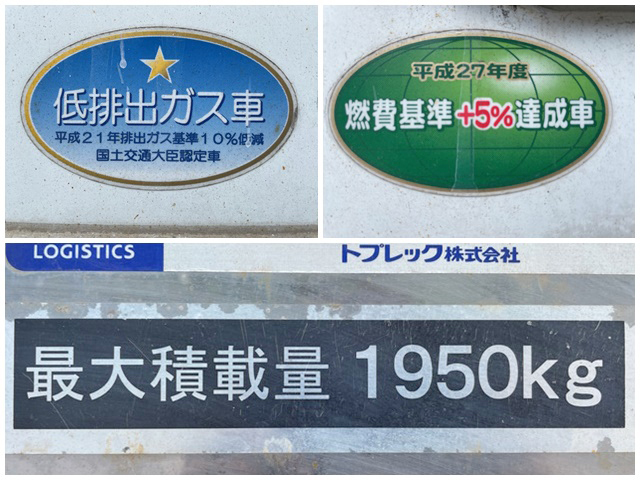 低排出ガス車
平成21年排出ガス基準10%低減
国土交通大臣認定車
平成27年度
燃費基準+5%達成車
LOGISTICS
トプレック株式会社
最大積載量 1950kg